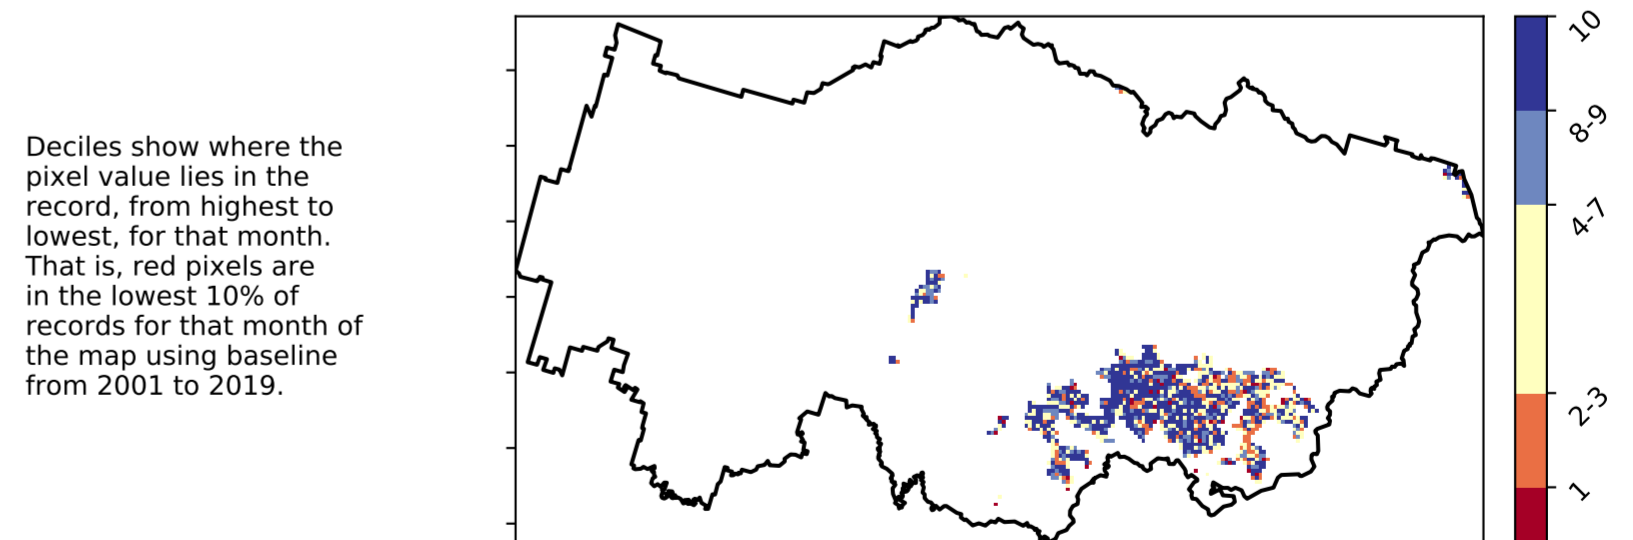 Deciles show where the
pixel value lies in the
record, from highest to
lowest, for that month.
That is, red pixels are
in the lowest 10% of
records for that month of
the map using baseline
from 2001 to 2019.
10
8-9
4-7
2-3
1